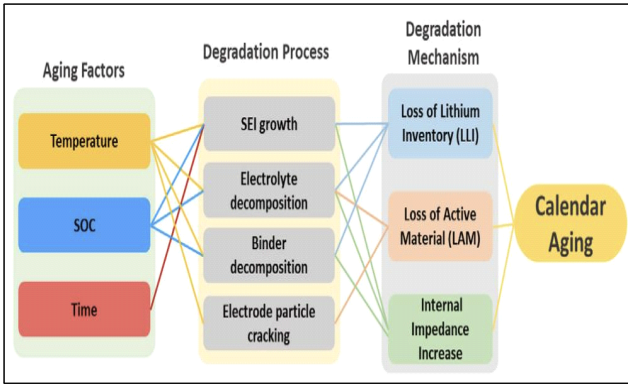 Aging Factors
Temperature
SOC
Time
Degradation Process
SEI growth
Electrolyte
decomposition
Binder
decomposition
Electrode particle
cracking
Degradation
Mechanism
Loss of Lithium
Inventory (LLI)
Loss of Active
Material (LAM)
Internal
Impedance
Increase
Calendar
Aging